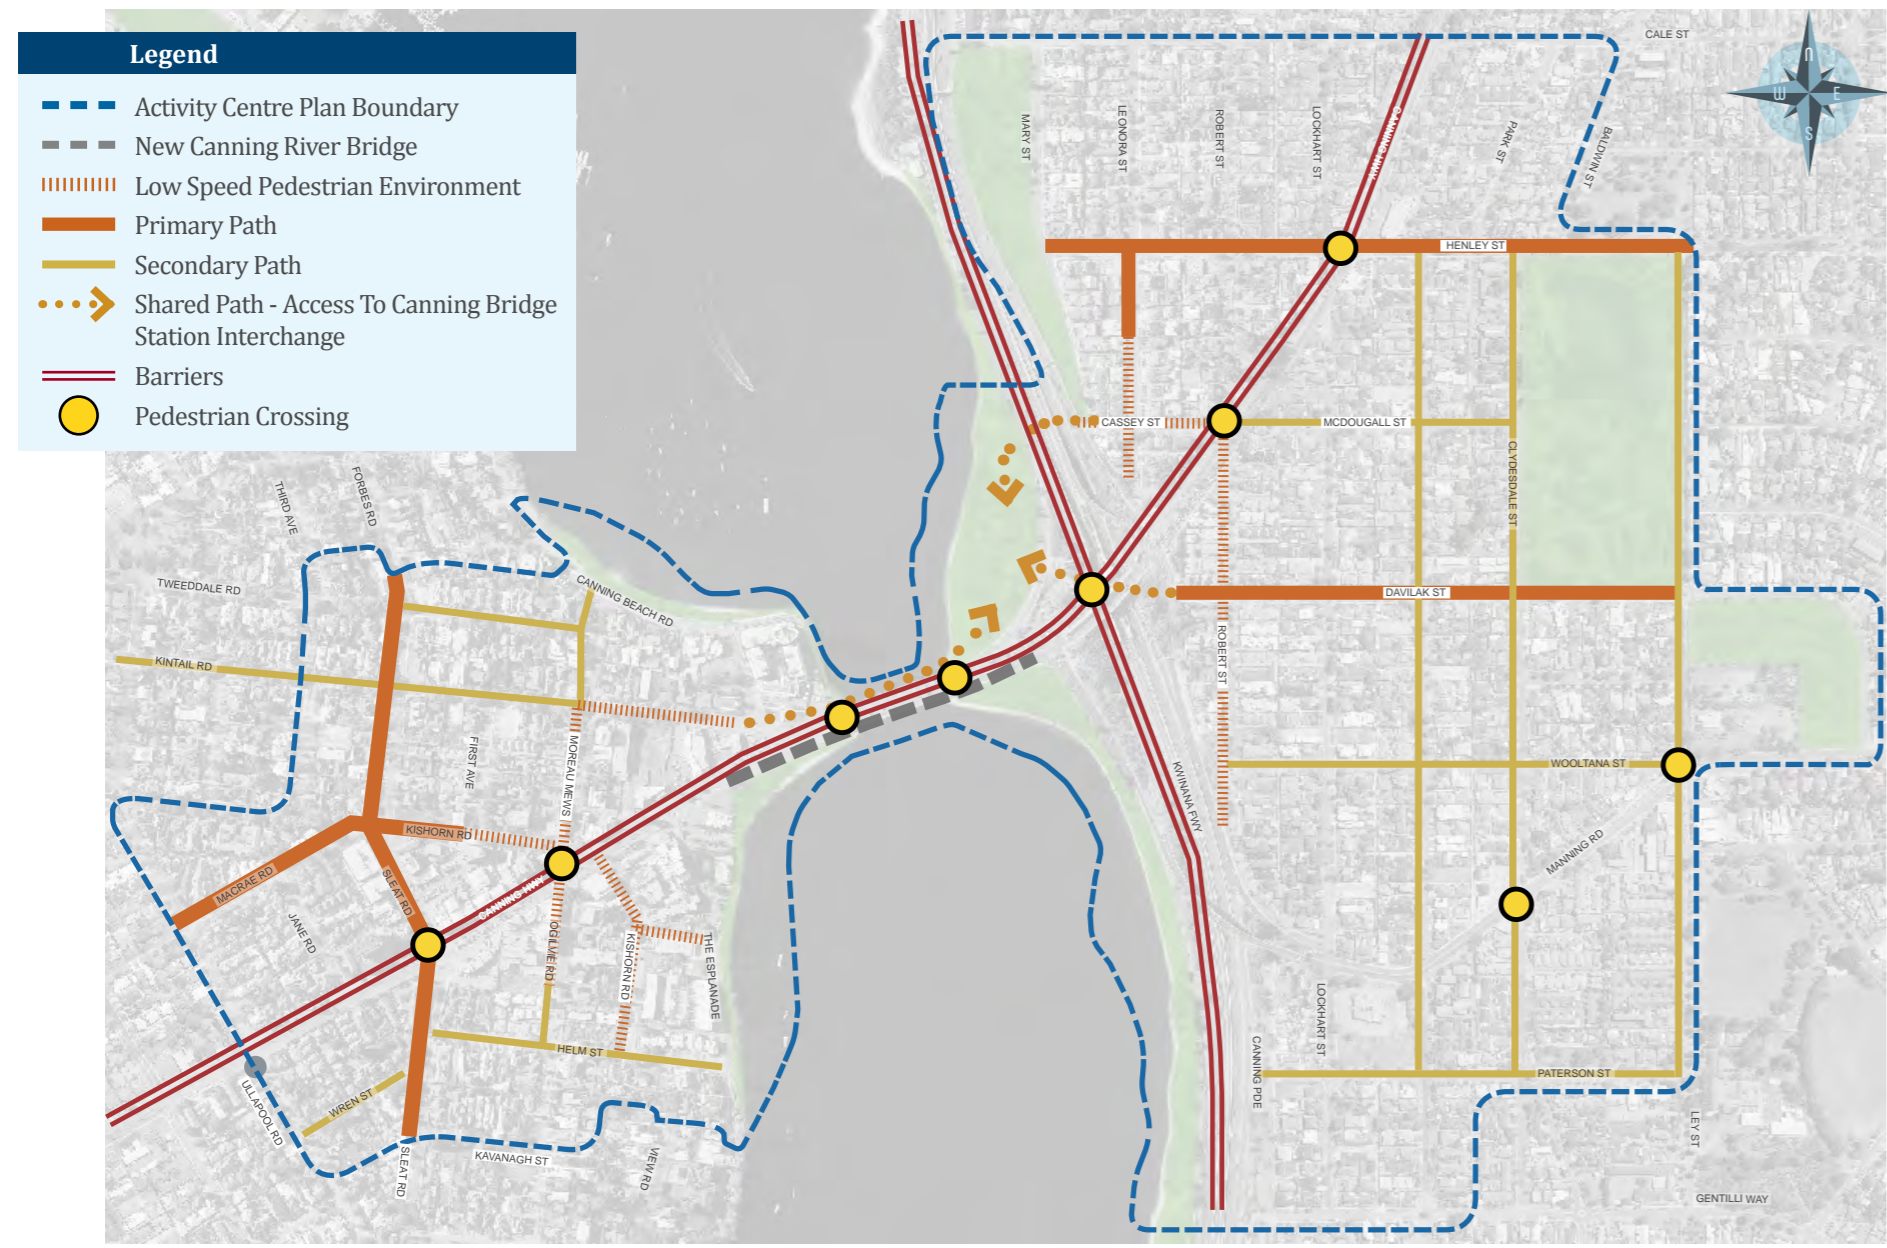 Legend
Activity Centre Plan Boundary
New Canning River Bridge
Low Speed Pedestrian Environment
Primary Path
Secondary Path
Shared Path - Access To Canning Bridge
Station Interchange
Barriers
Pedestrian Crossing
CALE ST
N
W
E
S
MARY ST
LEONORA ST
ROBERT ST
LOCKHART ST
CANNING HWY
PARK ST
BALDWIN ST
HENLEY ST
CASSEY ST
MCDOUGALL ST
CLYDESDALE ST
THIRD AVE
FORBES RD
TWEEDDALE RD
CANNING BEACH RD
DAVILAK ST
KINTAIL RD
ROBERT ST
FIRST AVE
MOREAU MEWS
KWINANA FWY
WOOLTANA ST
KISHORN RD
MANNING RD
MACRAE RD
SLEAT RD
CANNING HWY
JANE RD
OGILVIE RD
KISHORN RD
THE ESPLANADE
LOCKHART ST
HELM ST
CANNING PDE
PATERSON ST
ULLAPOOL RD
WREN ST
LEY ST
SLEAT RD
KAVANAGH ST
VIEW RD
GENTILLI WAY